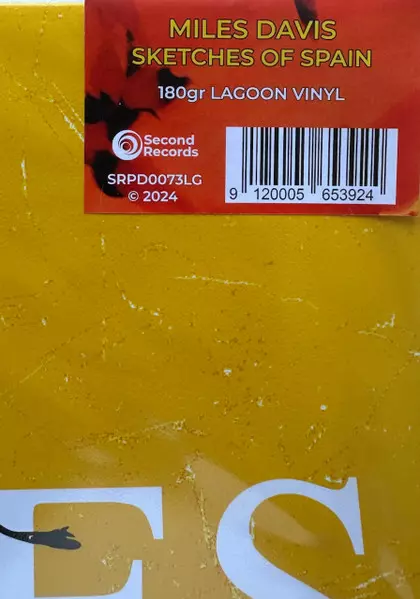 MILES DAVIS
SKETCHES OF SPAIN
180gr LAGOON VINYL
Second
Records
SRPD0073LG
© 2024
9 120005 653924
ES